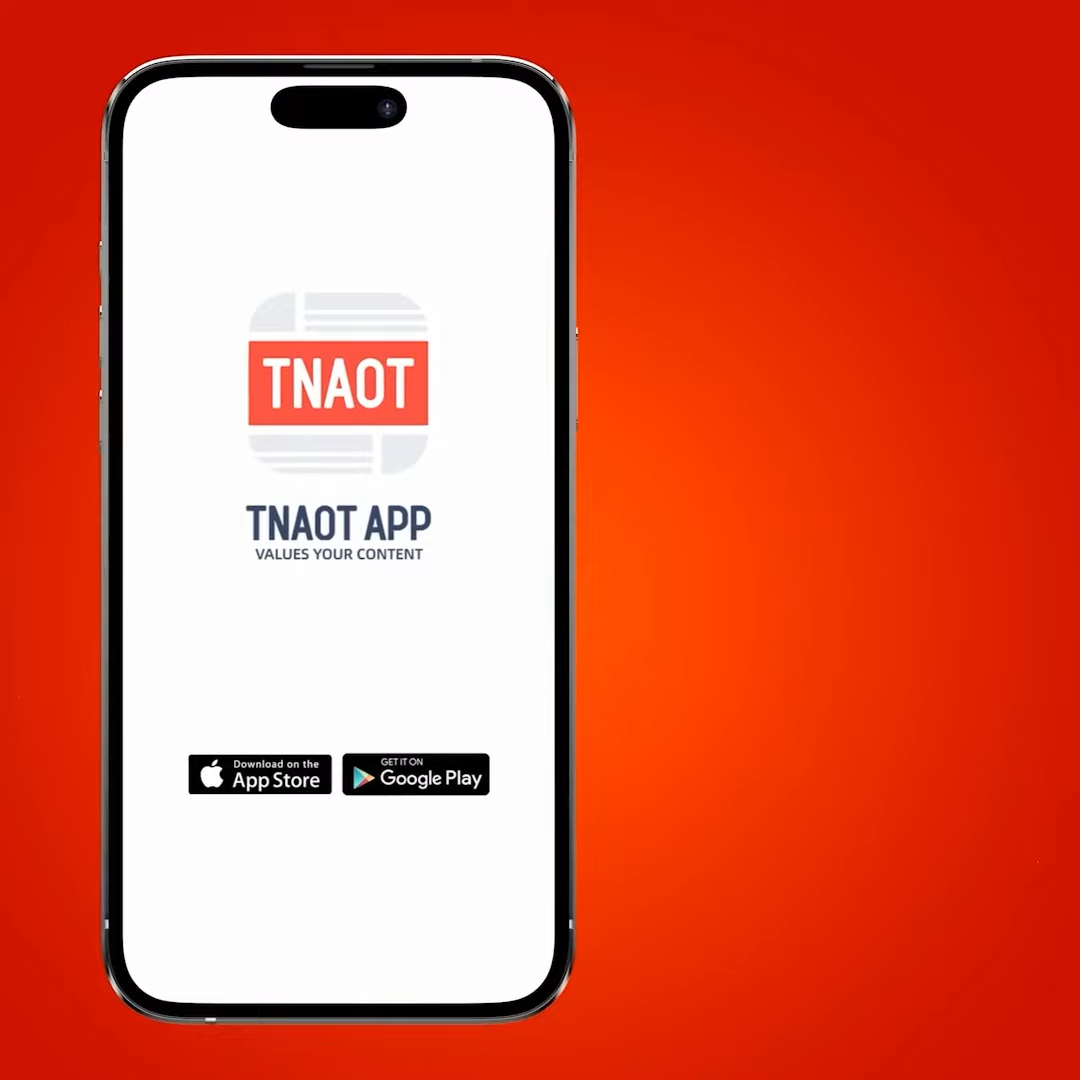 TNAOT
TNAOT APP
VALUES YOUR CONTENT
Download on the
App Store
GET IT ON
Google Play